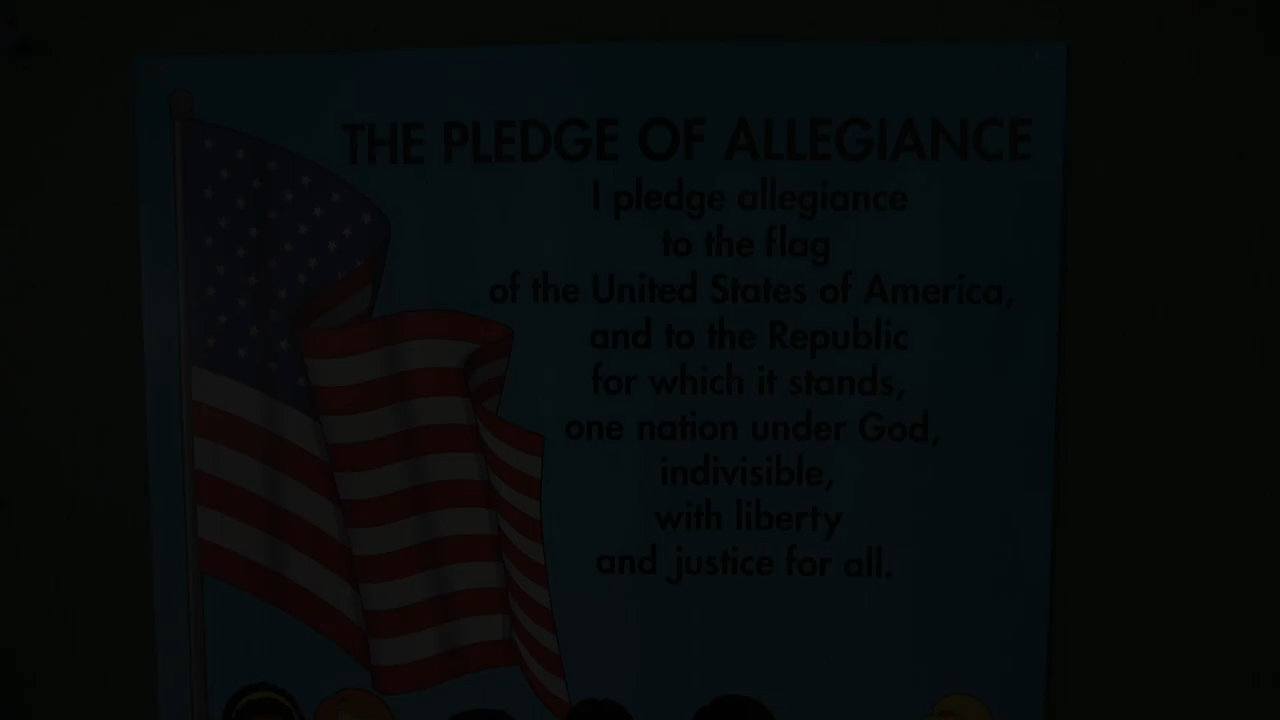 THE PLEDGE OF ALLEGIANCE
I pledge allegiance
to the flag
of the United States of America,
and to the Republic
for which it stands,
one nation under God,
indivisible,
with liberty
and justice for all.